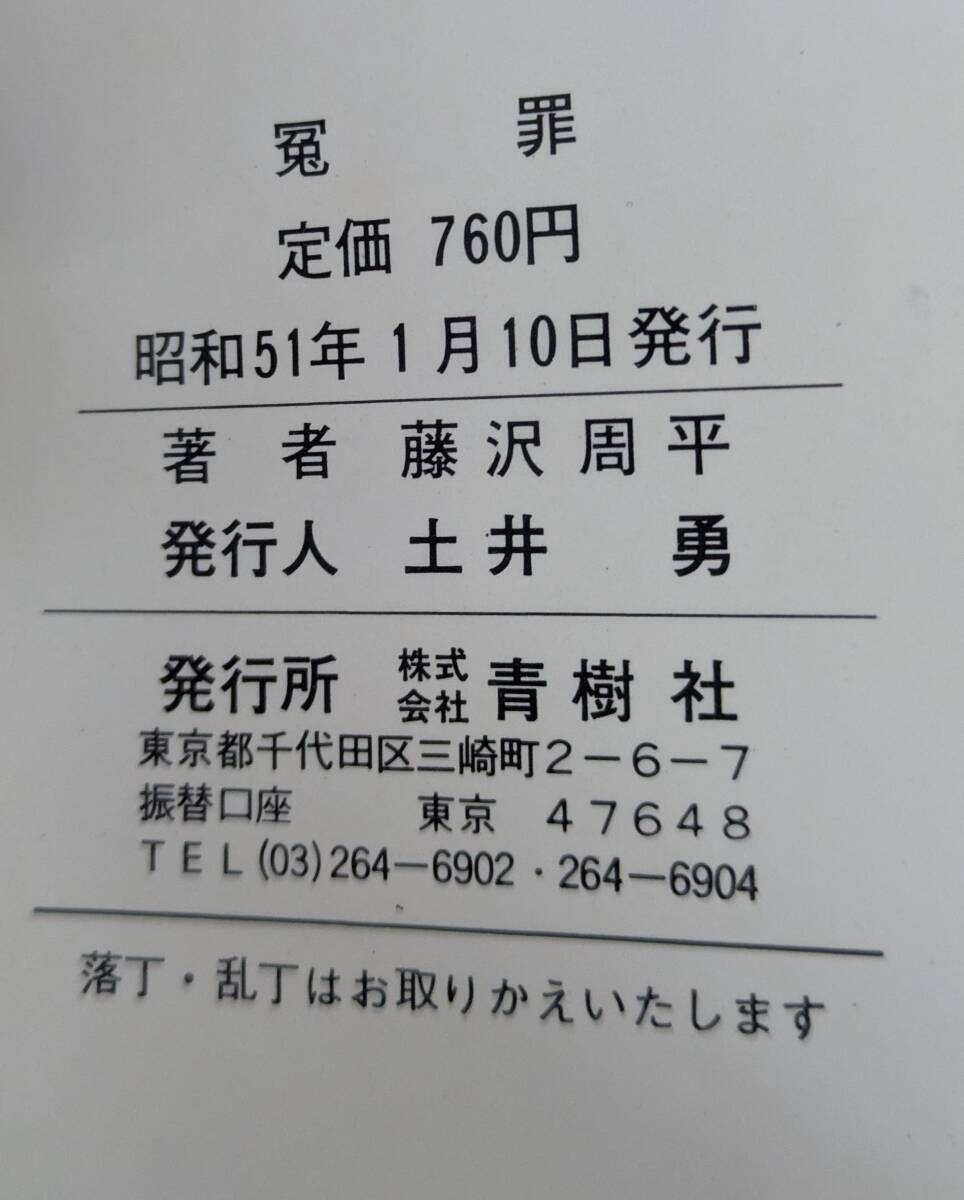 冤罪
定価 760円
昭和51年1月10日発行
著者 藤沢周平
発行人 土井 勇
発行所 株式会社 青樹社
東京都千代田区三崎町2-6-7
振替口座 東京 47648
TEL(03)264-6902・264-6904
落丁・乱丁はお取りかえいたします